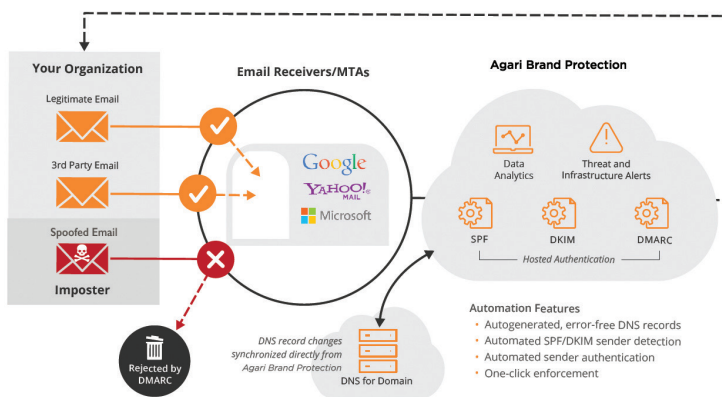 Your Organization
Legitimate Email
3rd Party Email
Spoofed Email
Imposter
Rejected by
DMARC
Email Receivers/MTAs
Google
YAHOO!
MAIL
Microsoft
DNS record changes
synchronized directly from
Agari Brand Protection
DNS for Domain
Agari Brand Protection
Data
Analytics
Threat and
Infrastructure Alerts
SPF
DKIM
DMARC
Hosted Authentication
Automation Features
• Autogenerated, error-free DNS records
• Automated SPF/DKIM sender detection
• Automated sender authentication
• One-click enforcement